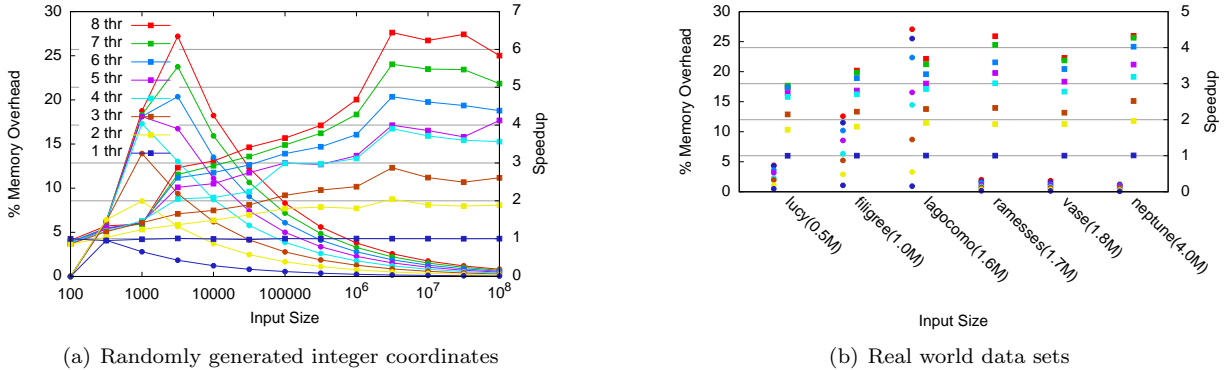 % Memory Overhead
30
25
20
15
10
5
0
8 thr
7 thr
6 thr
5 thr
4 thr
3 thr
2 thr
1 thr
7
6
5
4
3
2
1
0
Speedup
100 1000 10000 100000 10^6 10^7 10^8
Input Size
(a) Randomly generated integer coordinates
% Memory Overhead
30
25
20
15
10
5
0
5
4
3
2
1
0
Speedup
lucy(0.5M)
filigree(1.0M)
lagocomo(1.6M)
ramesses(1.7M)
vase(1.8M)
neptune(4.0M)
Input Size
(b) Real world data sets